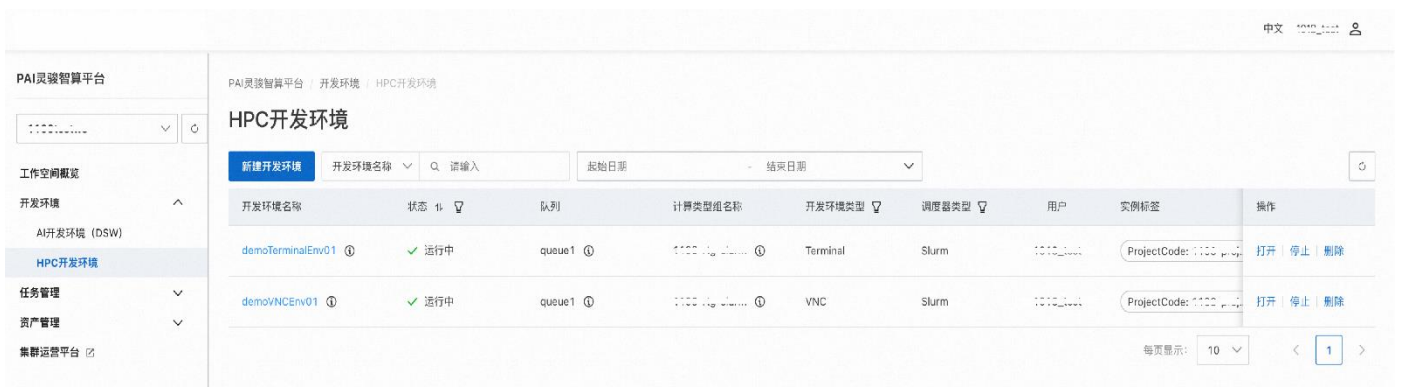 中文
PAI灵骏智算平台
PAI灵骏智算平台 / 开发环境 / HPC开发环境
HPC开发环境
新建开发环境 开发环境名称 请输入 起始日期 - 结束日期
工作空间概览
开发环境
AI开发环境（DSW）
HPC开发环境
任务管理
资产管理
集群运营平台
开发环境名称 状态 队列 计算类型组名称 开发环境类型 调度器类型 用户 实例标签 操作
demoTerminalEnv01 运行中 queue1 Terminal Slurm ProjectCode: 打开 停止 删除
demoVNCEnv01 运行中 queue1 VNC Slurm ProjectCode: 打开 停止 删除
每页显示: 10 < 1 >